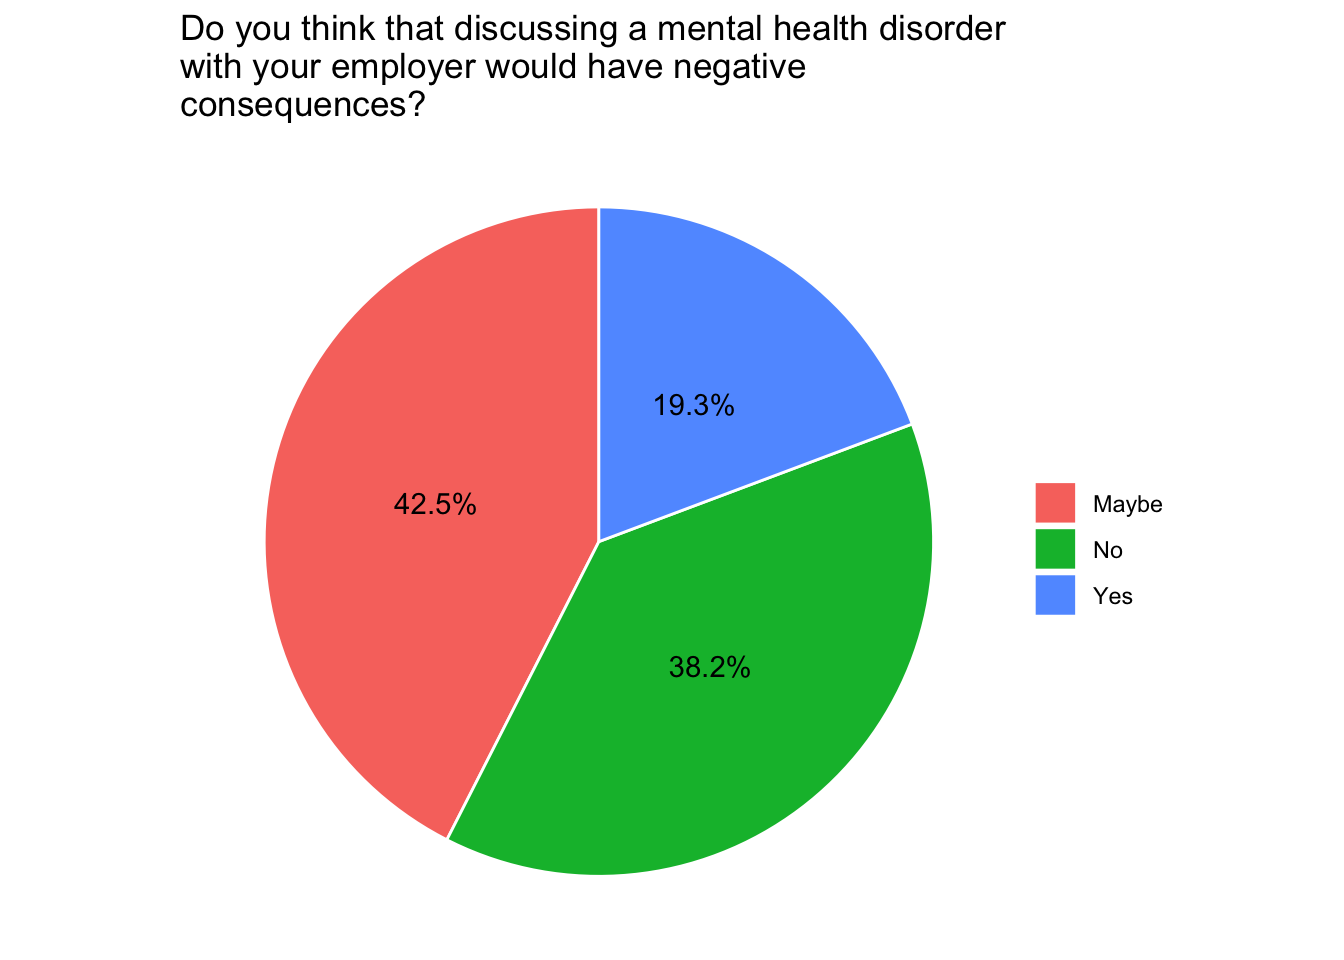 Do you think that discussing a mental health disorder
with your employer would have negative
consequences?
19.3%
42.5%
38.2%
Maybe
No
Yes